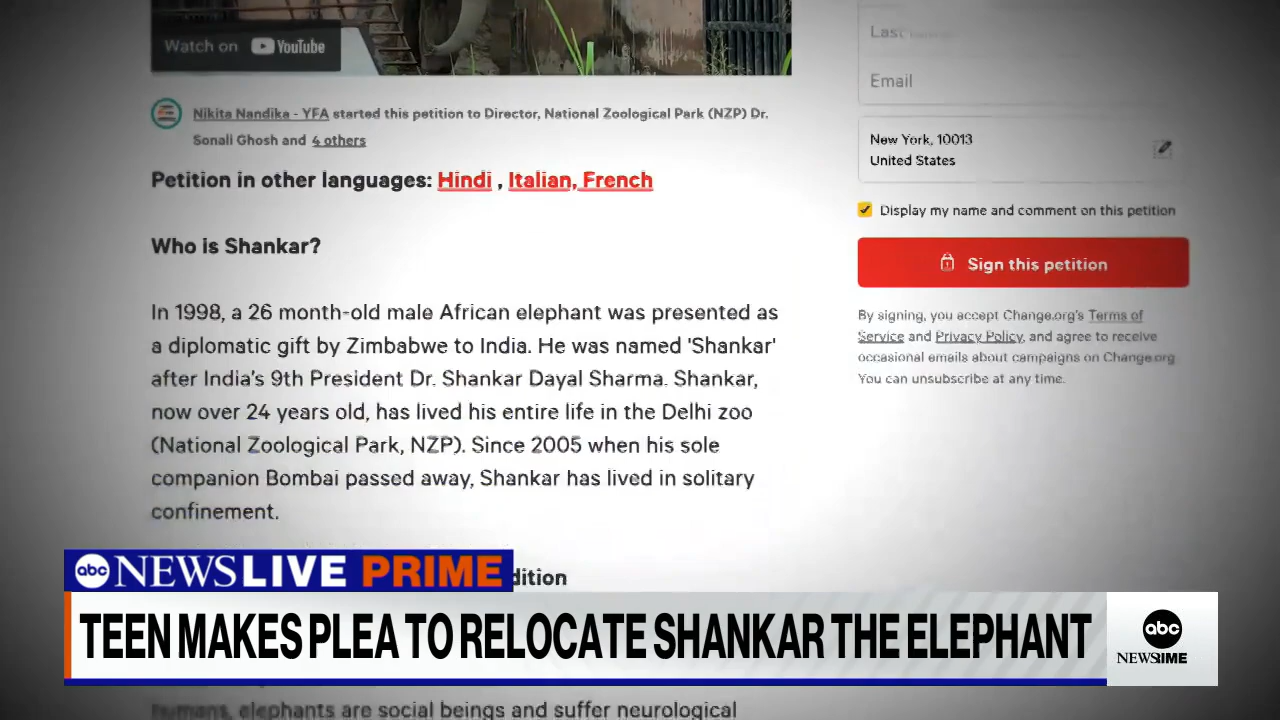 Watch on YouTube
Nikita Nandika - YFA started this petition to Director, National Zoological Park (NZP) Dr.
Sonali Ghosh and 4 others
Petition in other languages: Hindi , Italian, French
Who is Shankar?
In 1998, a 26 month-old male African elephant was presented as
a diplomatic gift by Zimbabwe to India. He was named 'Shankar'
after India's 9th President Dr. Shankar Dayal Sharma. Shankar,
now over 24 years old, has lived his entire life in the Delhi zoo
(National Zoological Park, NZP). Since 2005 when his sole
companion Bombai passed away, Shankar has lived in solitary
confinement.
Last
Email
New York, 10013
United States
Display my name and comment on this petition
Sign this petition
By signing, you accept Change.org's Terms of
Service and Privacy Policy, and agree to receive
occasional emails about campaigns on Change.org.
You can unsubscribe at any time.
abc NEWS LIVE PRIME
dition
TEEN MAKES PLEA TO RELOCATE SHANKAR THE ELEPHANT
abc
NEWS
humans, elephants are social beings and suffer neurological